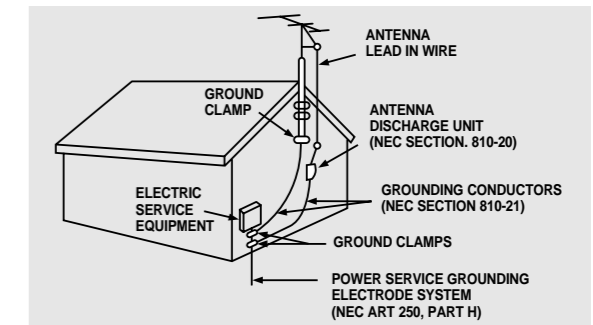 ANTENNA
LEAD IN WIRE
GROUND
CLAMP
ANTENNA
DISCHARGE UNIT
(NEC SECTION. 810-20)
ELECTRIC
SERVICE
EQUIPMENT
GROUNDING CONDUCTORS
(NEC SECTION 810-21)
GROUND CLAMPS
POWER SERVICE GROUNDING
ELECTRODE SYSTEM
(NEC ART 250, PART H)